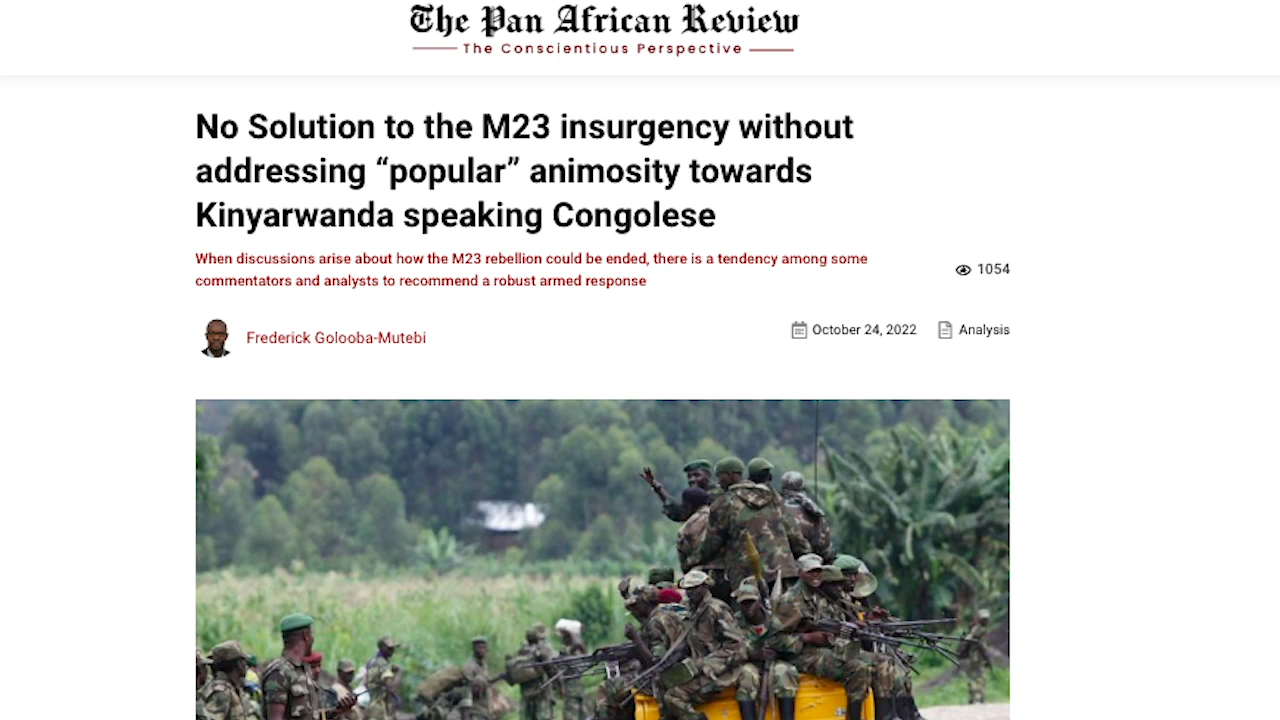 The Pan African Review
The Conscientious Perspective
No Solution to the M23 insurgency without
addressing “popular” animosity towards
Kinyarwanda speaking Congolese
When discussions arise about how the M23 rebellion could be ended, there is a tendency among some
commentators and analysts to recommend a robust armed response
1054
Frederick Golooba-Mutebi
October 24, 2022
Analysis